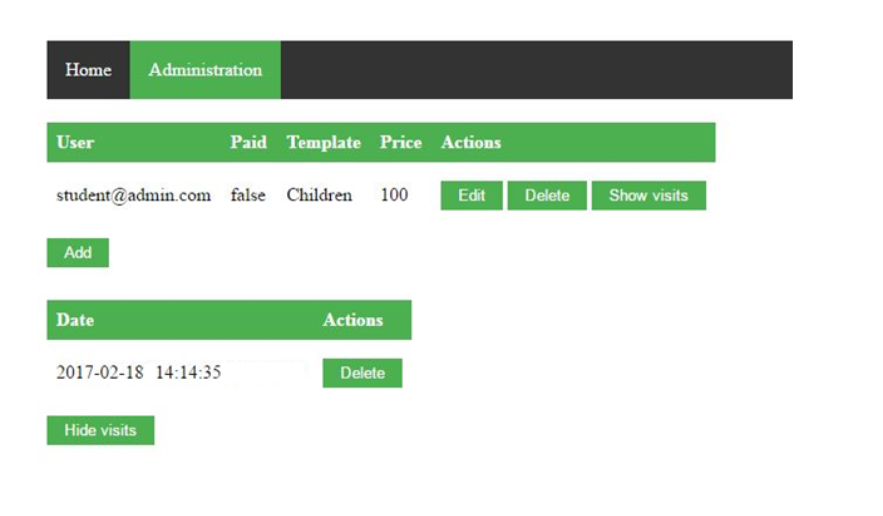 Home Administration
User Paid Template Price Actions
student@admin.com false Children 100 Edit Delete Show visits
Add
Date Actions
2017-02-18 14:14:35 Delete
Hide visits